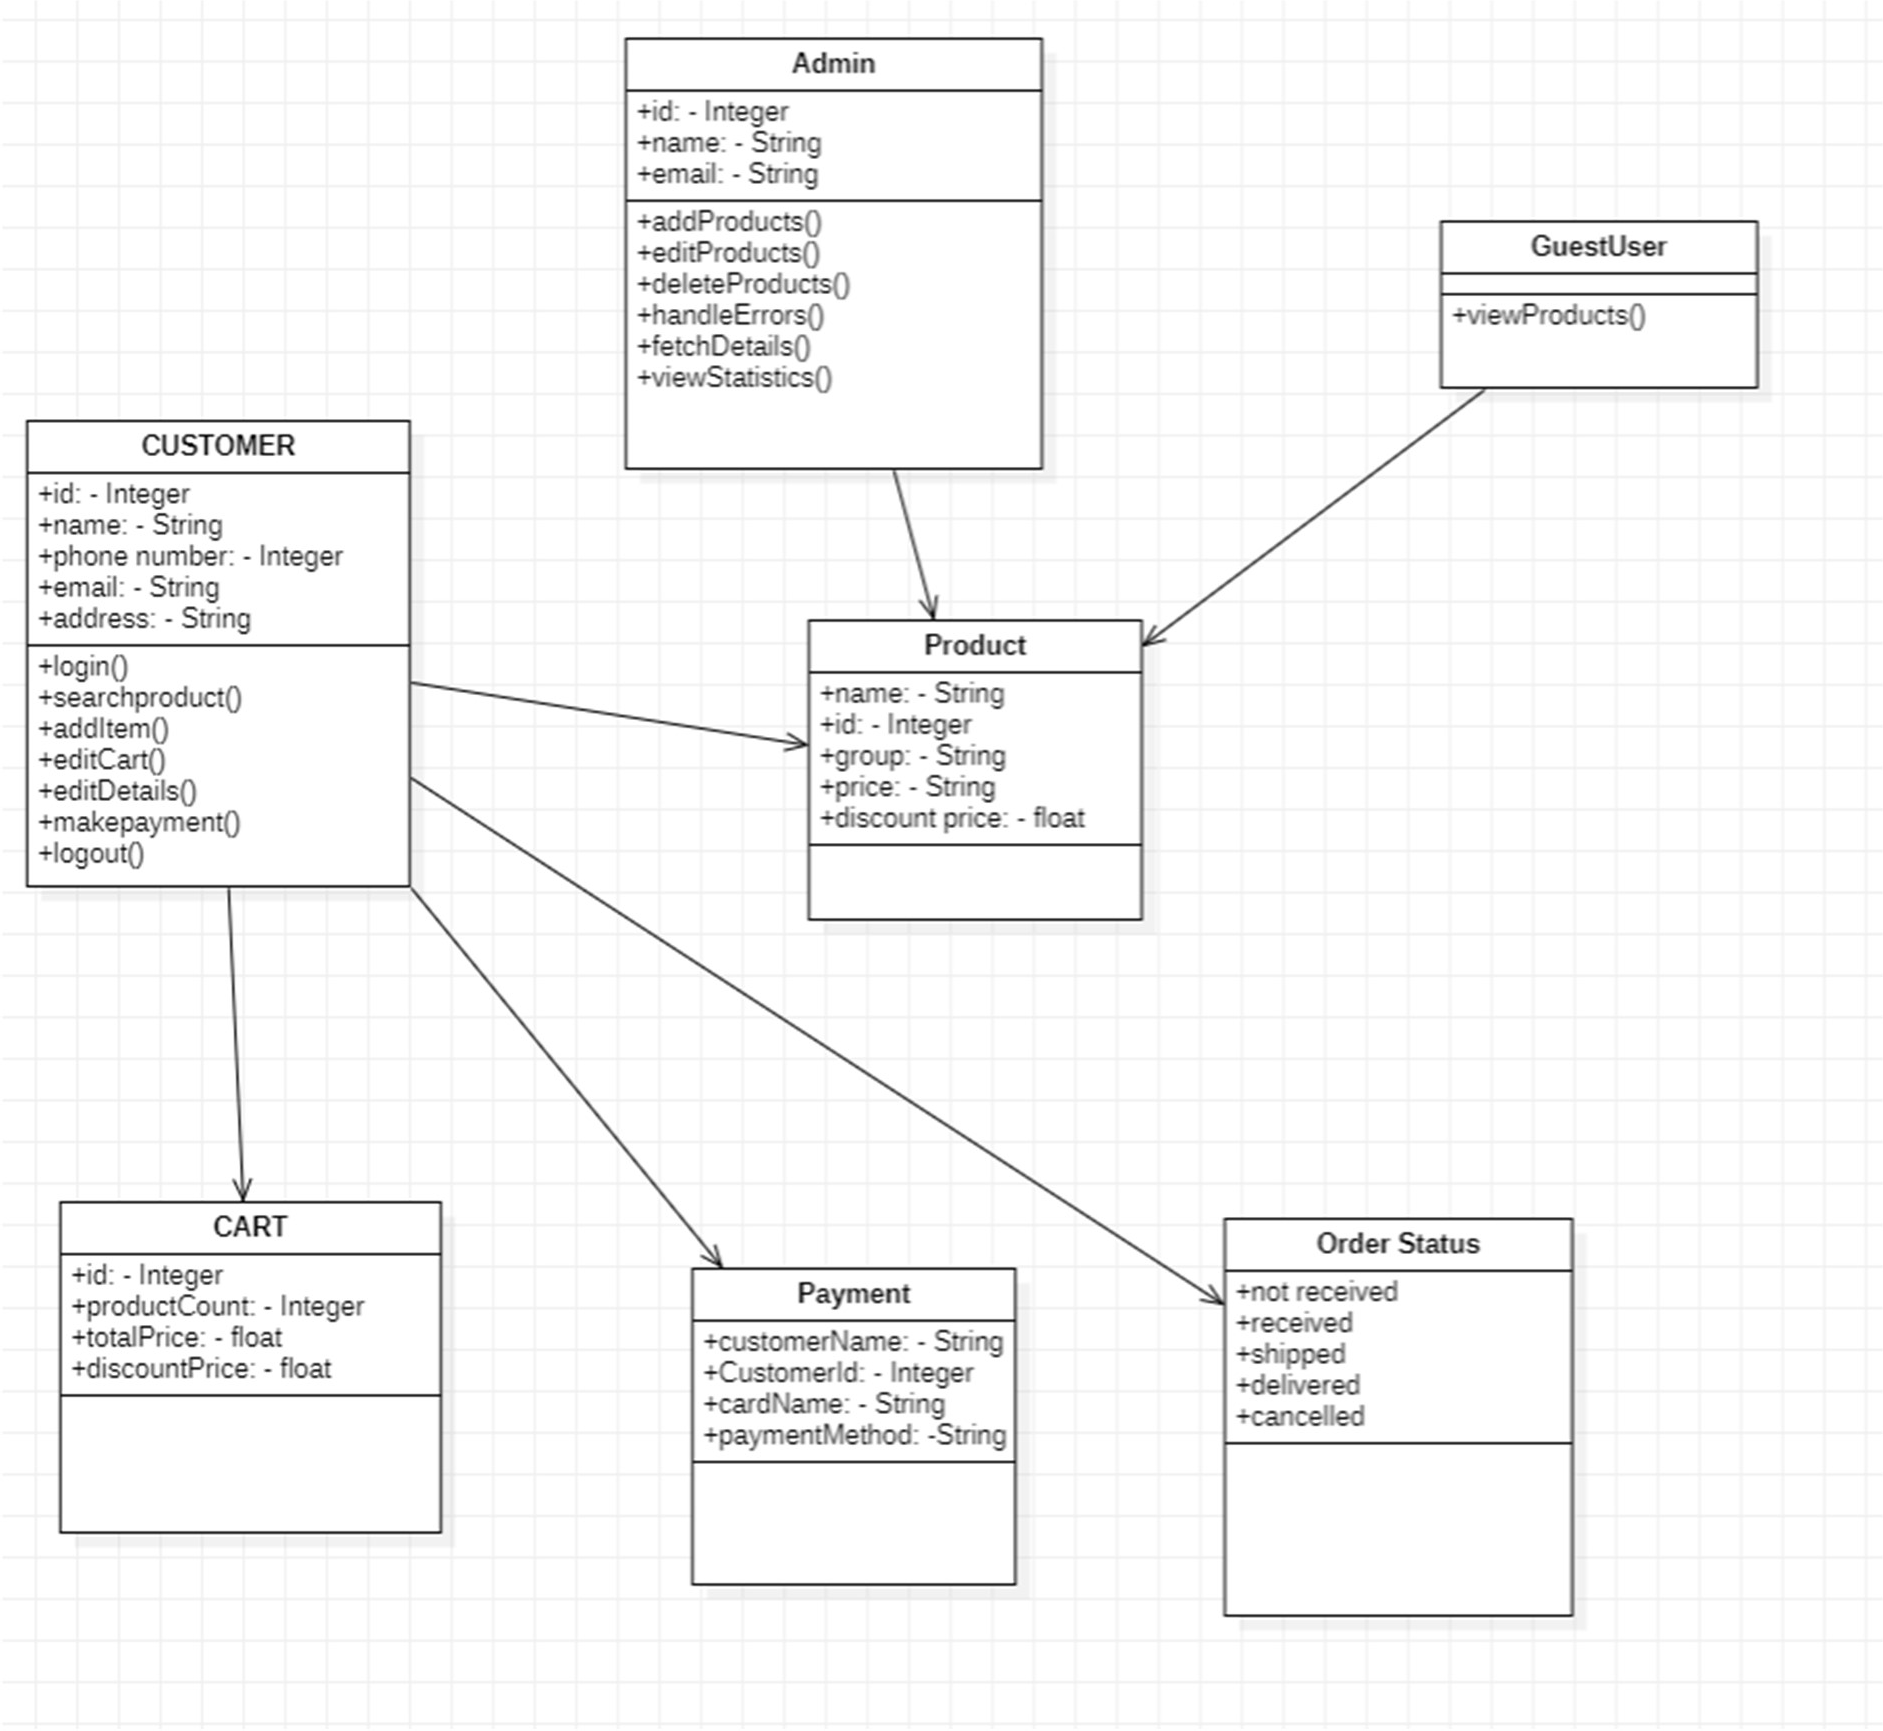 Admin
+id: - Integer
+name: - String
+email: - String
+addProducts()
+editProducts()
+deleteProducts()
+handleErrors()
+fetchDetails()
+viewStatistics()
GuestUser
+viewProducts()
CUSTOMER
+id: - Integer
+name: - String
+phone number: - Integer
+email: - String
+address: - String
+login()
+searchproduct()
+addItem()
+editCart()
+editDetails()
+makepayment()
+logout()
Product
+name: - String
+id: - Integer
+group: - String
+price: - String
+discount price: - float
CART
+id: - Integer
+productCount: - Integer
+totalPrice: - float
+discountPrice: - float
Payment
+customerName: - String
+CustomerId: - Integer
+cardName: - String
+paymentMethod: -String
Order Status
+not received
+received
+shipped
+delivered
+cancelled